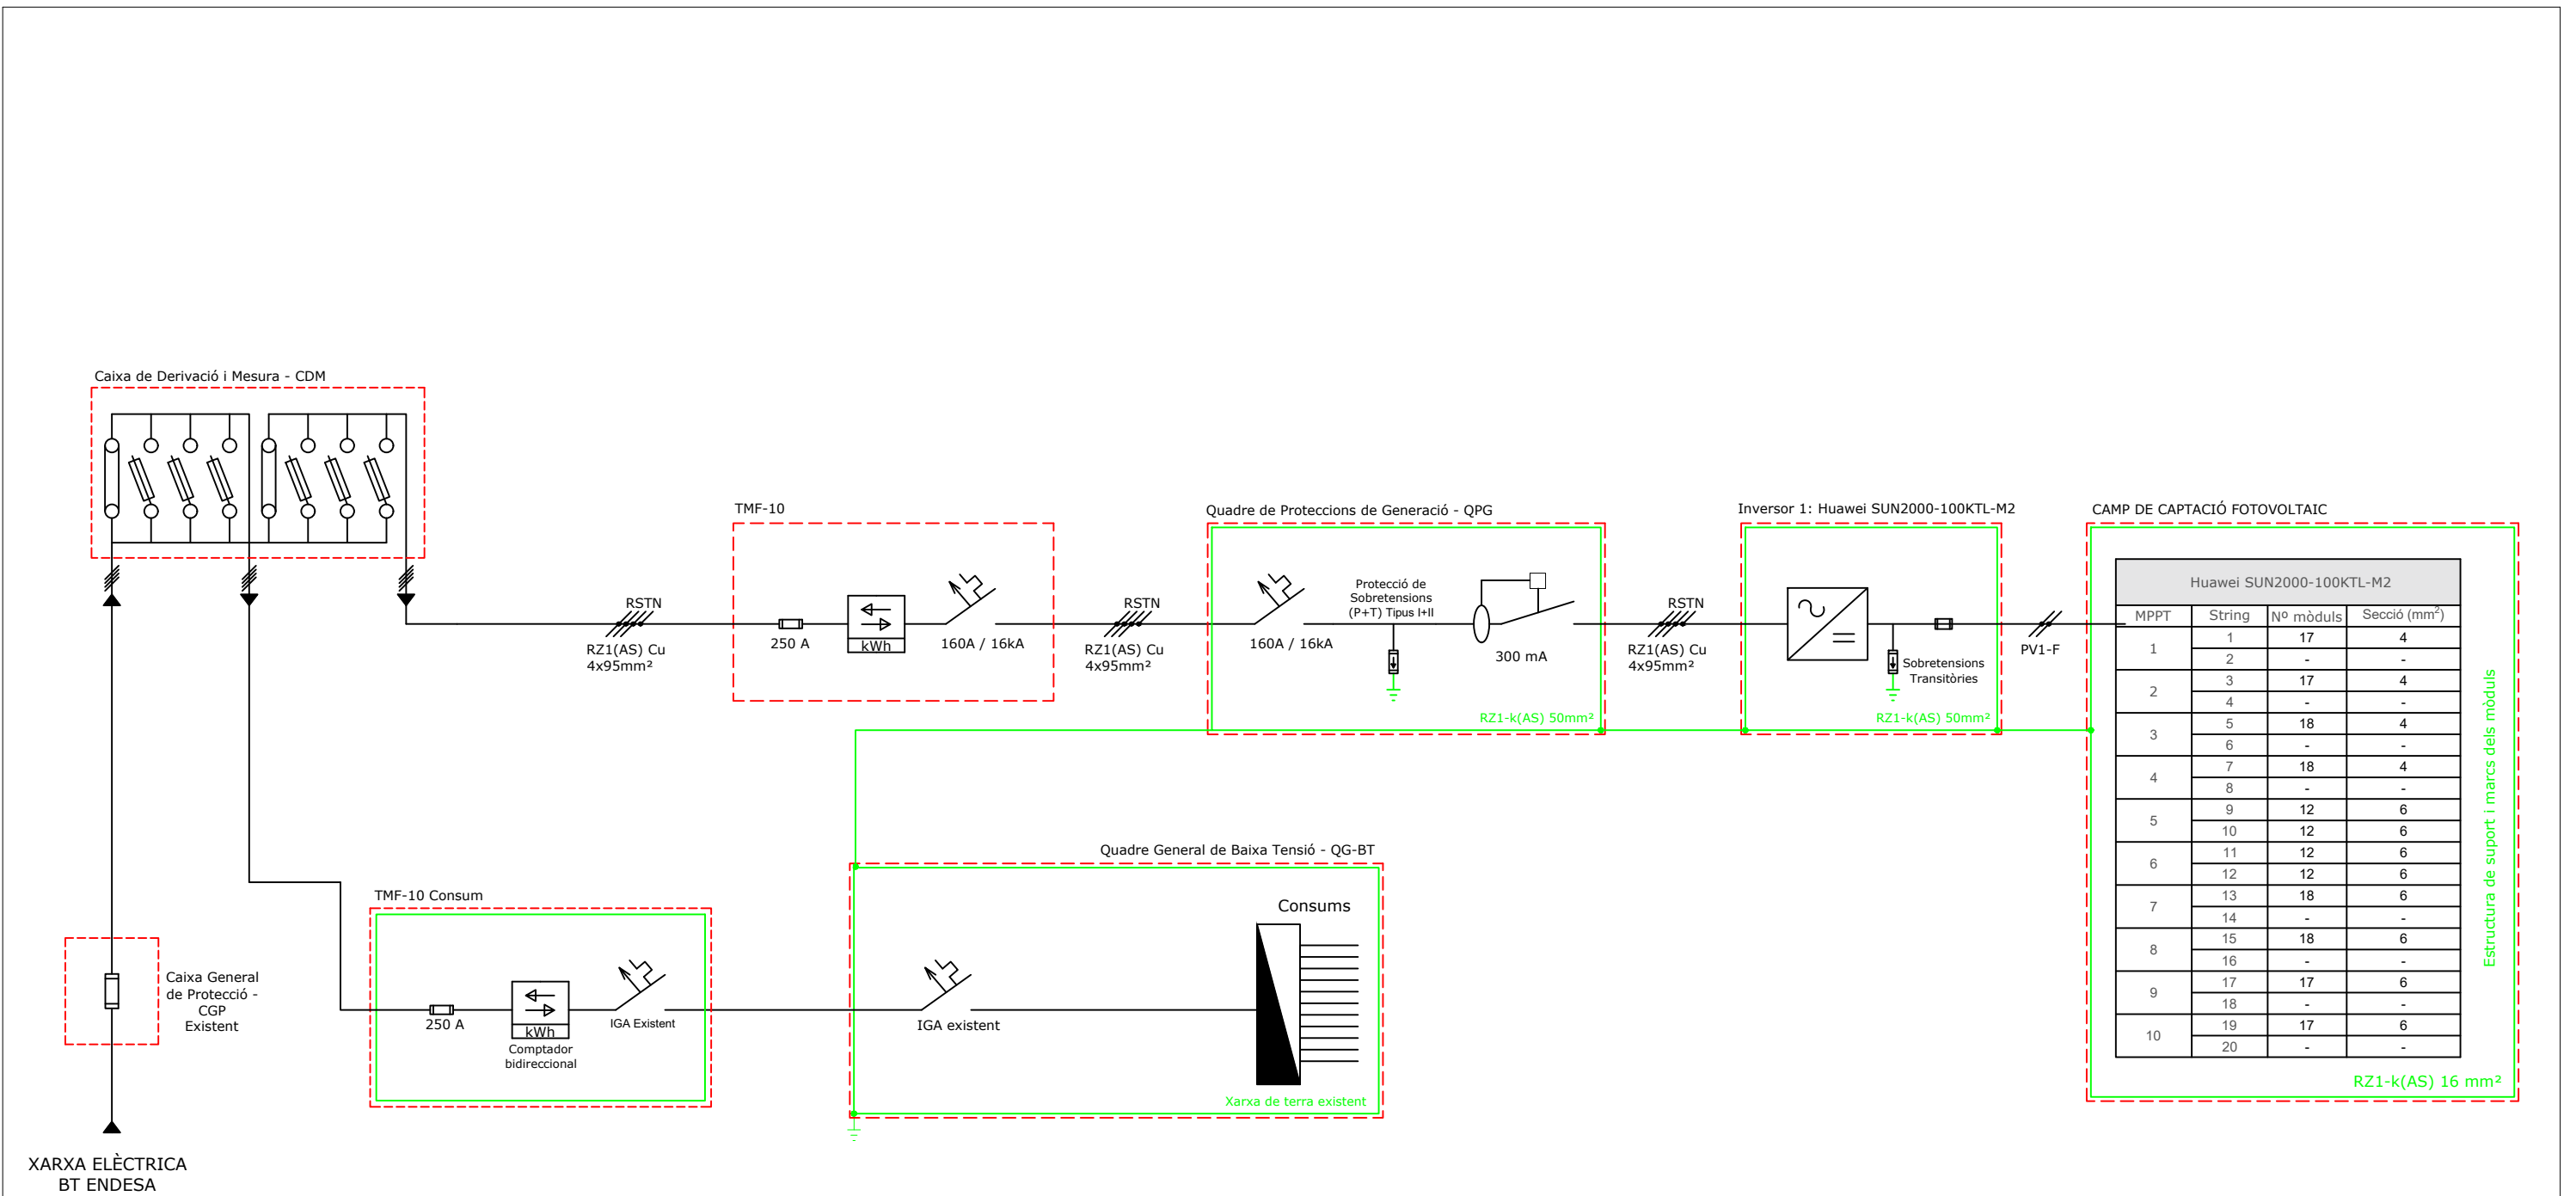 Caixa de Derivació i Mesura - CDM
RSTN
RZ1(AS) Cu
4x95mm²
TMF-10
250 A
kWh
160A / 16kA
RSTN
RZ1(AS) Cu
4x95mm²
Quadre de Proteccions de Generació - QPG
160A / 16kA
Protecció de
Sobretensions
(P+T) Tipus I+II
300 mA
RZ1-k(AS) 50mm²
RSTN
RZ1(AS) Cu
4x95mm²
Inversor 1: Huawei SUN2000-100KTL-M2
Sobretensions
Transitòries
RZ1-k(AS) 50mm²
PV1-F
CAMP DE CAPTACIÓ FOTOVOLTAIC
Huawei SUN2000-100KTL-M2
MPPT String Nº mòduls Secció (mm²)
1 1 17 4
2 - -
2 3 17 4
4 - -
3 5 18 4
6 - -
4 7 18 4
8 - -
5 9 12 6
10 12 6
6 11 12 6
12 12 6
7 13 18 6
14 - -
8 15 18 6
16 - -
9 17 17 6
18 - -
10 19 17 6
20 - -
Estructura de suport i marcs dels mòduls
RZ1-k(AS) 16 mm²
Caixa General
de Protecció -
CGP
Existent
TMF-10 Consum
250 A
kWh
Comptador
bidireccional
IGA Existent
Quadre General de Baixa Tensió - QG-BT
IGA existent
Consums
Xarxa de terra existent
XARXA ELÈCTRICA
BT ENDESA